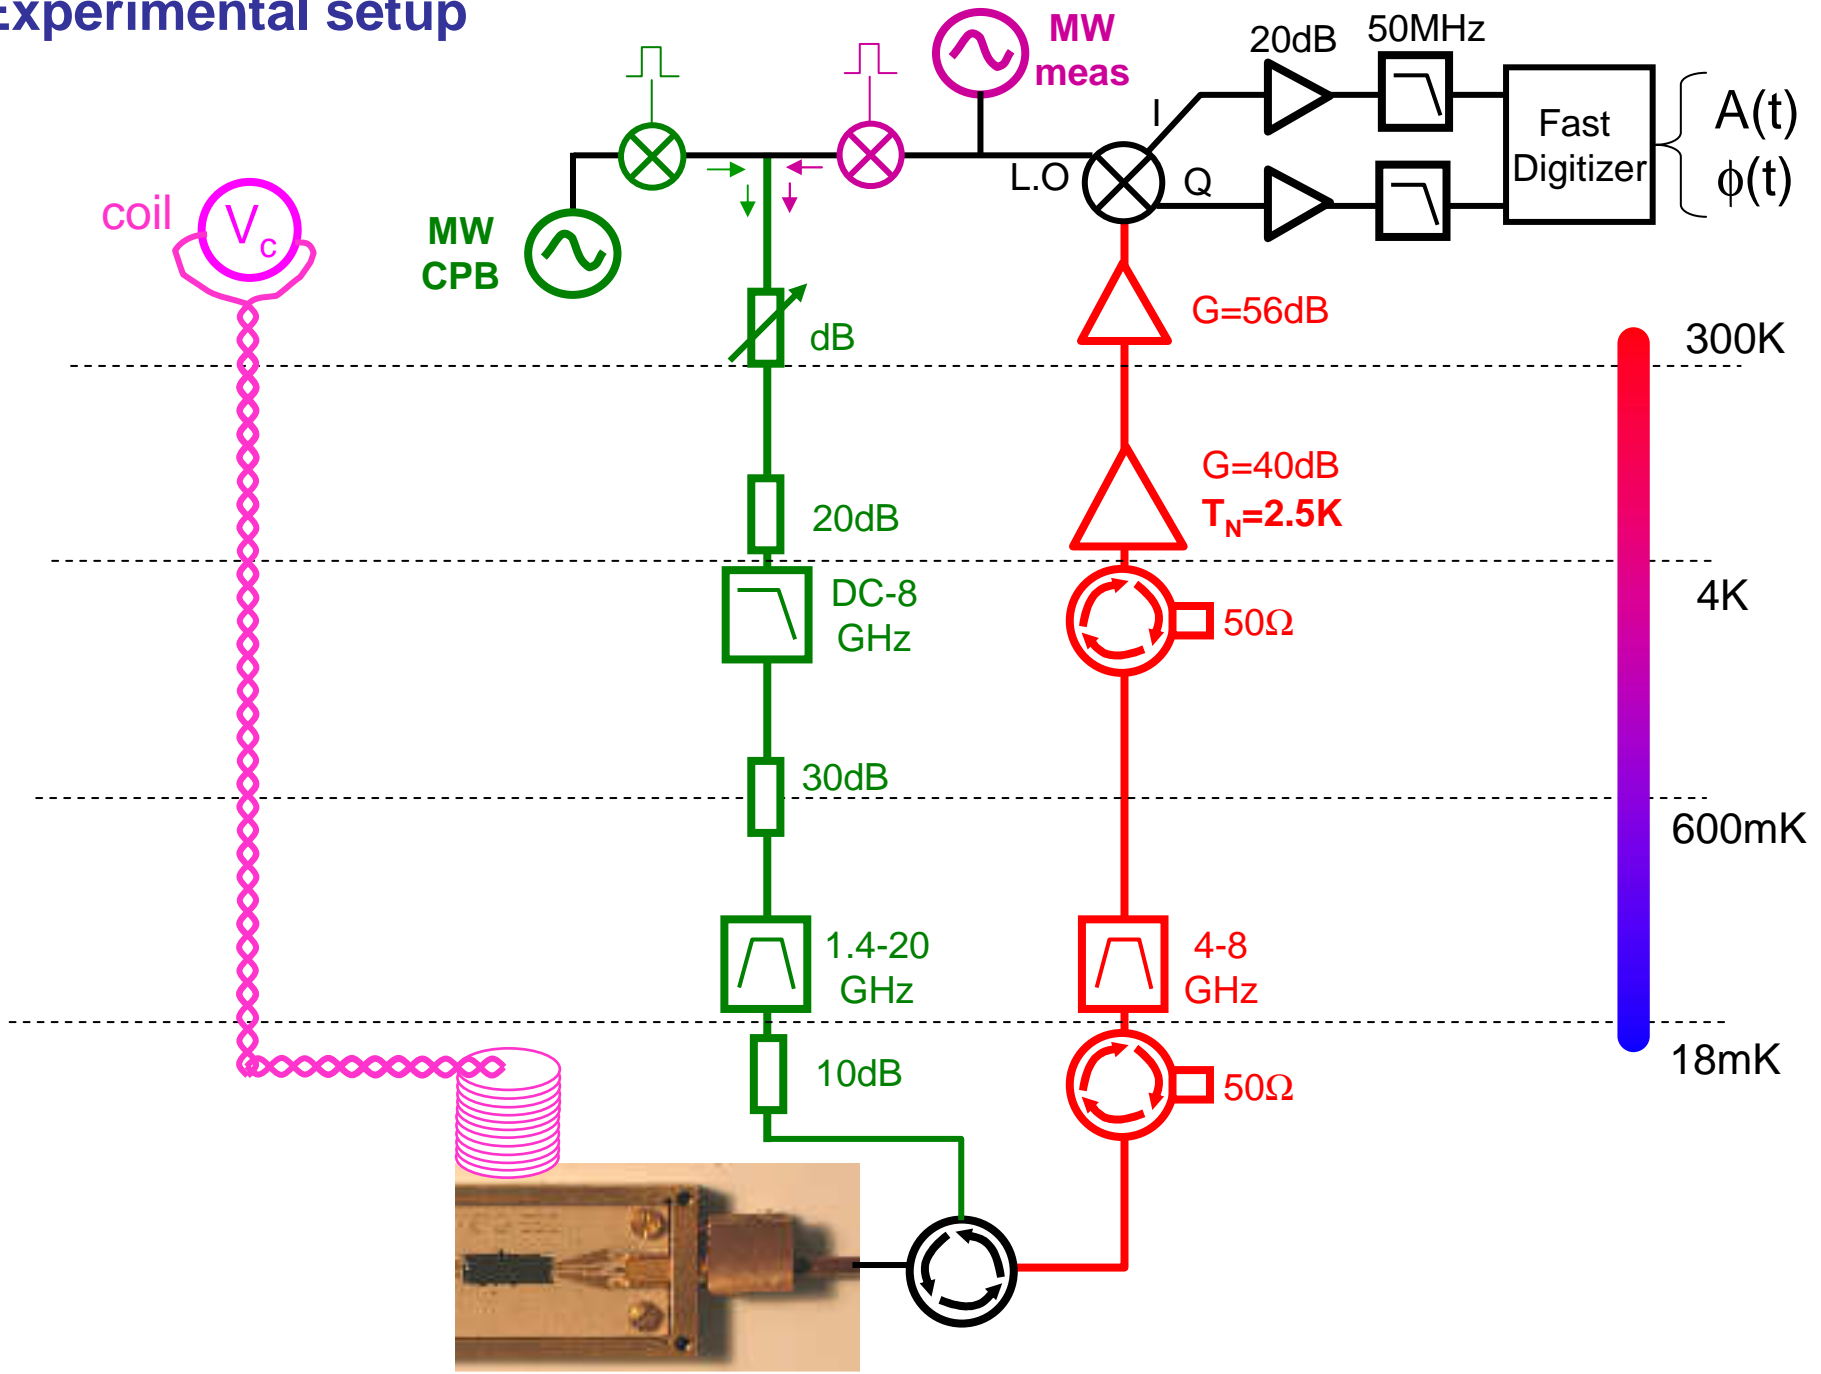 Experimental setup
MW
meas
20dB
50MHz
I
Fast
Digitizer
A(t)
ϕ(t)
L.O
Q
coil
Vc
MW
CPB
dB
G=56dB
300K
G=40dB
TN=2.5K
20dB
DC-8
GHz
50Ω
4K
30dB
600mK
1.4-20
GHz
4-8
GHz
10dB
50Ω
18mK